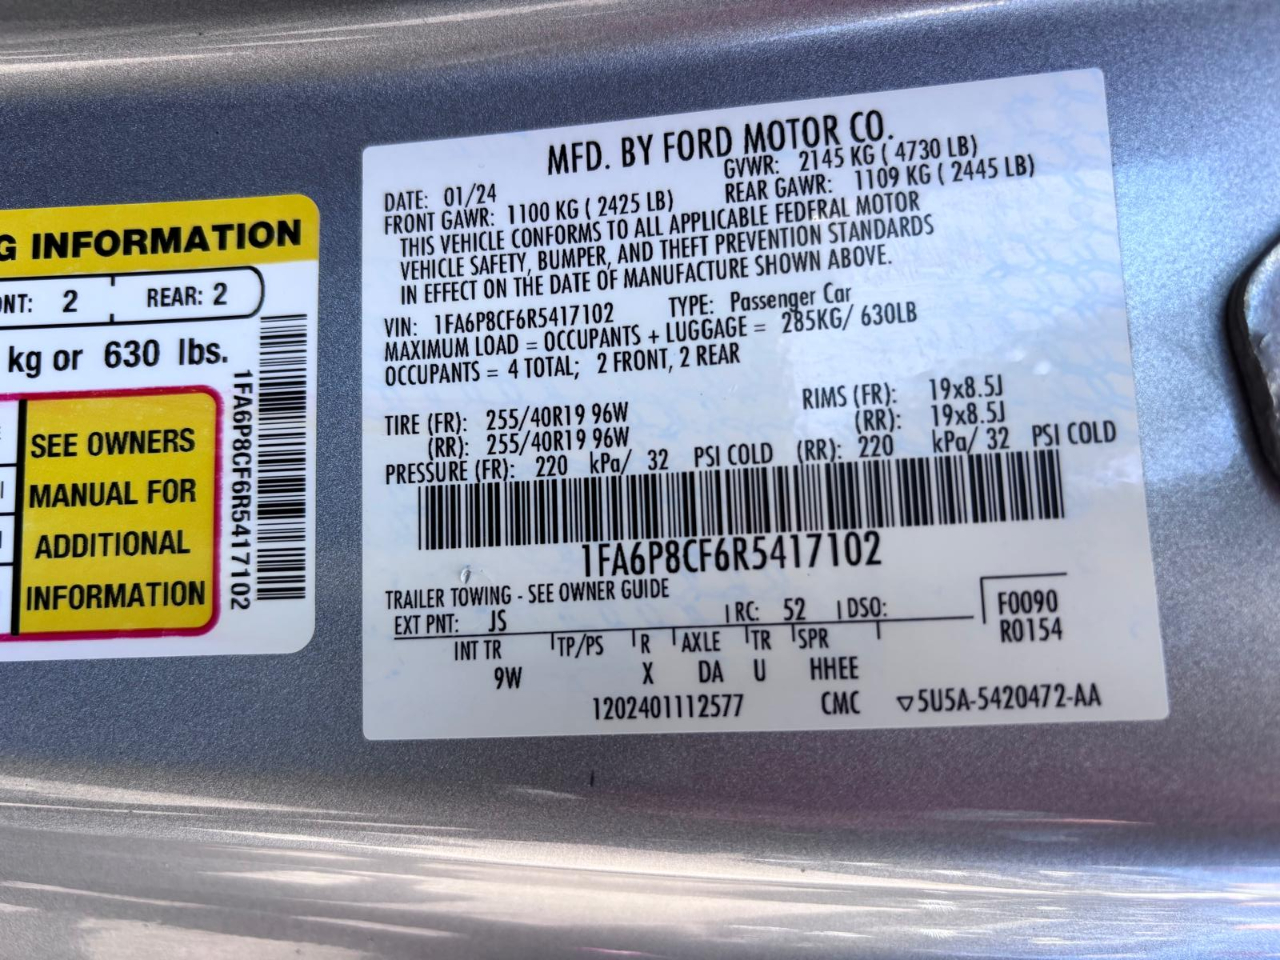 G INFORMATION
NT: 2 REAR: 2
kg or 630 lbs.
SEE OWNERS
MANUAL FOR
ADDITIONAL
INFORMATION
1FA6P8CF6R5417102
MFD. BY FORD MOTOR CO.
DATE: 01/24 GVWR: 2145 KG ( 4730 LB)
FRONT GAWR: 1100 KG ( 2425 LB) REAR GAWR: 1109 KG ( 2445 LB)
THIS VEHICLE CONFORMS TO ALL APPLICABLE FEDERAL MOTOR
VEHICLE SAFETY, BUMPER, AND THEFT PREVENTION STANDARDS
IN EFFECT ON THE DATE OF MANUFACTURE SHOWN ABOVE.
VIN: 1FA6P8CF6R5417102 TYPE: Passenger Car
MAXIMUM LOAD = OCCUPANTS + LUGGAGE = 285KG/ 630LB
OCCUPANTS = 4 TOTAL; 2 FRONT, 2 REAR
TIRE (FR): 255/40R19 96W RIMS (FR): 19x8.5J
(RR): 255/40R19 96W (RR): 19x8.5J
PRESSURE (FR): 220 kPa/ 32 PSI COLD (RR): 220 kPa/ 32 PSI COLD
1FA6P8CF6R5417102
TRAILER TOWING - SEE OWNER GUIDE
EXT PNT: JS RC: 52 DSO: F0090
R0154
INT TR TP/PS R AXLE TR SPR
9W X DA U HHEE
1202401112577 CMC ▽5U5A-5420472-AA